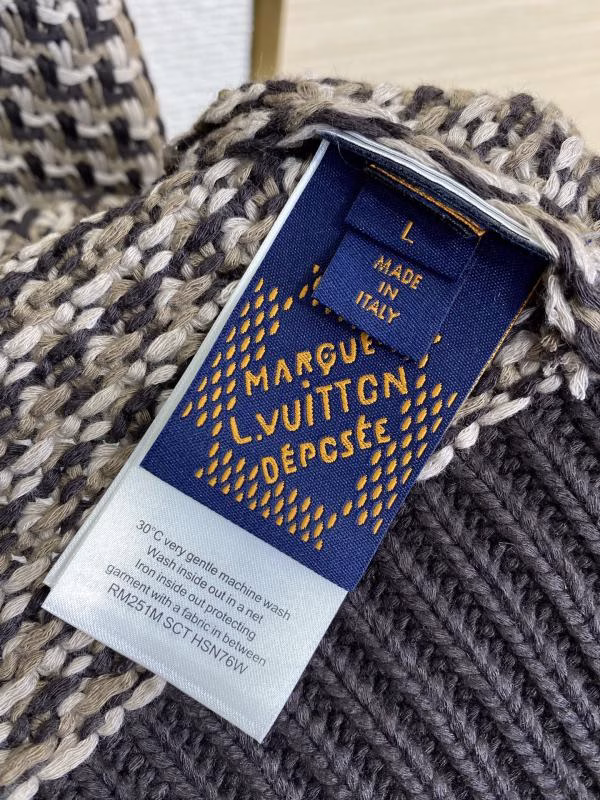 L
MADE
IN
ITALY
MARQUE
L.VUITTON
DÉPOSÉE
30°C very gentle machine wash
Wash inside out in a net
Iron inside out protecting
garment with a fabric in between
RM251M SCT HSN76W